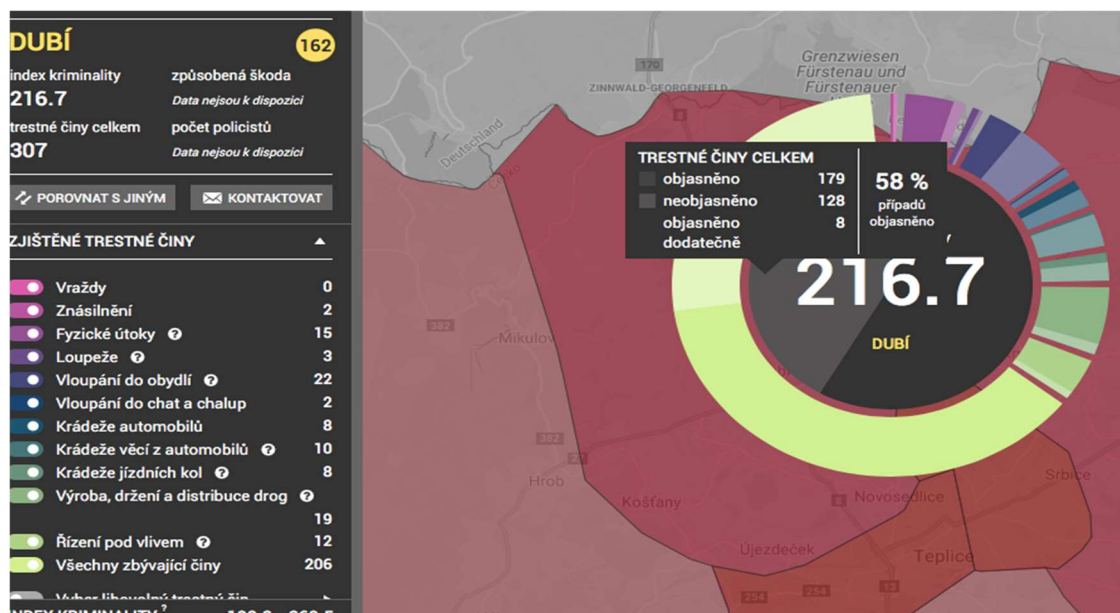 DUBÍ
162
index kriminality způsobená škoda
216.7 Data nejsou k dispozici
trestné činy celkem počet policistů
307 Data nejsou k dispozici
POROVNAT S JINÝM KONTAKTOVAT
ZJIŠTĚNÉ TRESTNÉ ČINY
Vraždy 0
Znásilnění 2
Fyzické útoky ? 15
Loupeže ? 3
Vloupání do obydlí ? 22
Vloupání do chat a chalup 2
Krádeže automobilů 8
Krádeže věcí z automobilů ? 10
Krádeže jízdních kol ? 8
Výroba, držení a distribuce drog ?
19
Řízení pod vlivem ? 12
Všechny zbývající činy 206
Grenzwiesen
Fürstenau und
Fürstenauer
170
ZINNWALD-GEORGENFELD
8
Deutschland
Česko
TRESTNÉ ČINY CELKEM
objasněno 179
neobjasněno 128
objasněno 8
dodatečně
58 %
případů
objasněno
216.7
DUBÍ
382
Mikulov
382
27
Hrob
Košťany
8
Novosedlice
Srbice
Újezdeček
Teplice
254
254
13